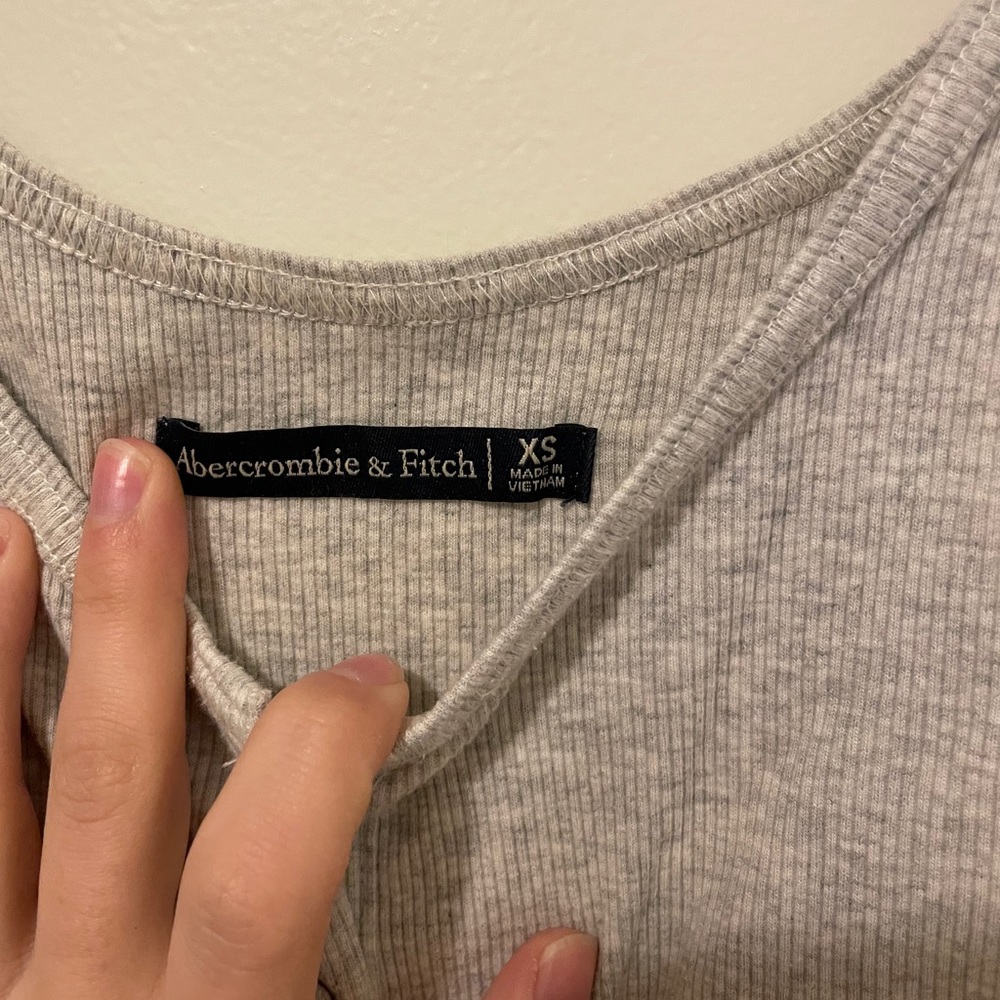 Abercrombie & Fitch
XS
MADE IN
VIETNAM